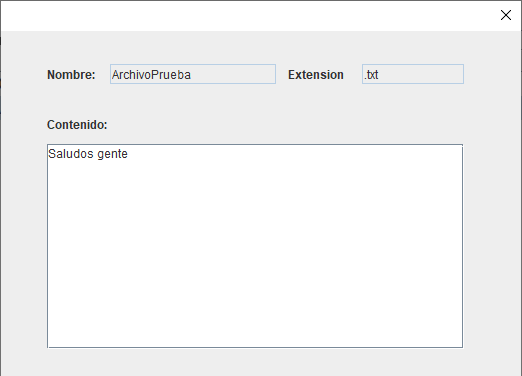 Nombre: ArchivoPrueba Extension .txt
Contenido:
Saludos gente